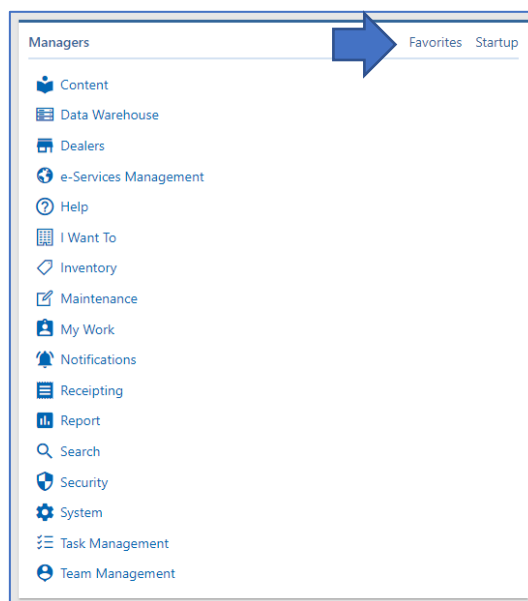 Managers Favorites Startup
Content
Data Warehouse
Dealers
e-Services Management
Help
I Want To
Inventory
Maintenance
My Work
Notifications
Receipting
Report
Search
Security
System
Task Management
Team Management